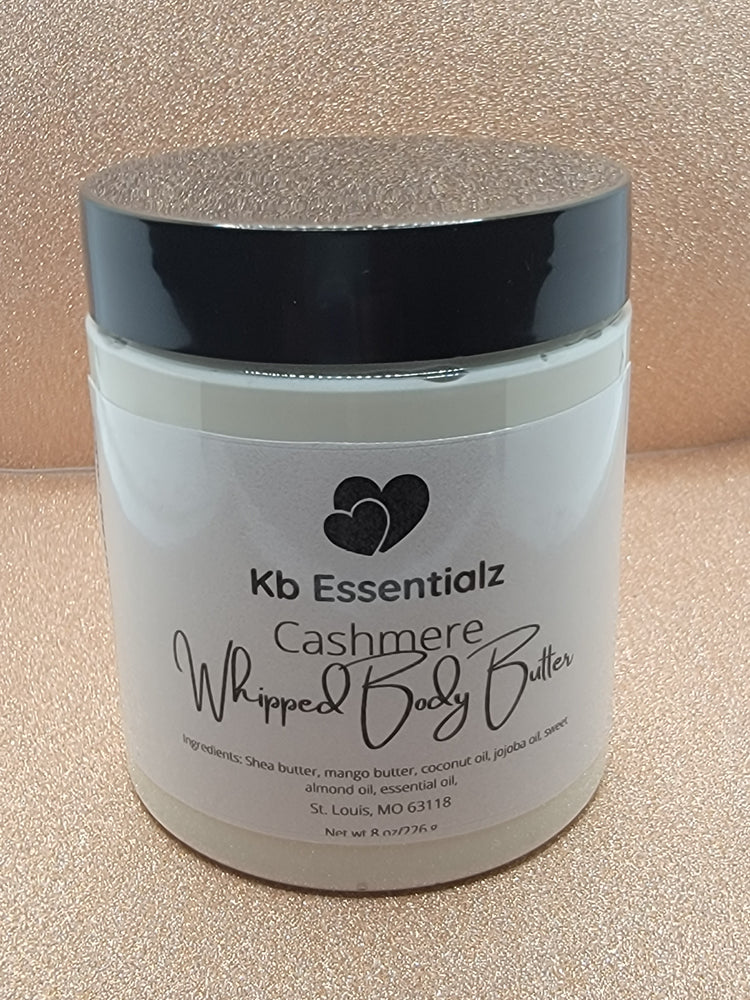 Kb Essentialz
Cashmere
Whipped Body Butter
Ingredients: Shea butter, mango butter, coconut oil, jojoba oil, sweet
almond oil, essential oil,
St. Louis, MO 63118
Net wt 8 oz/226 g